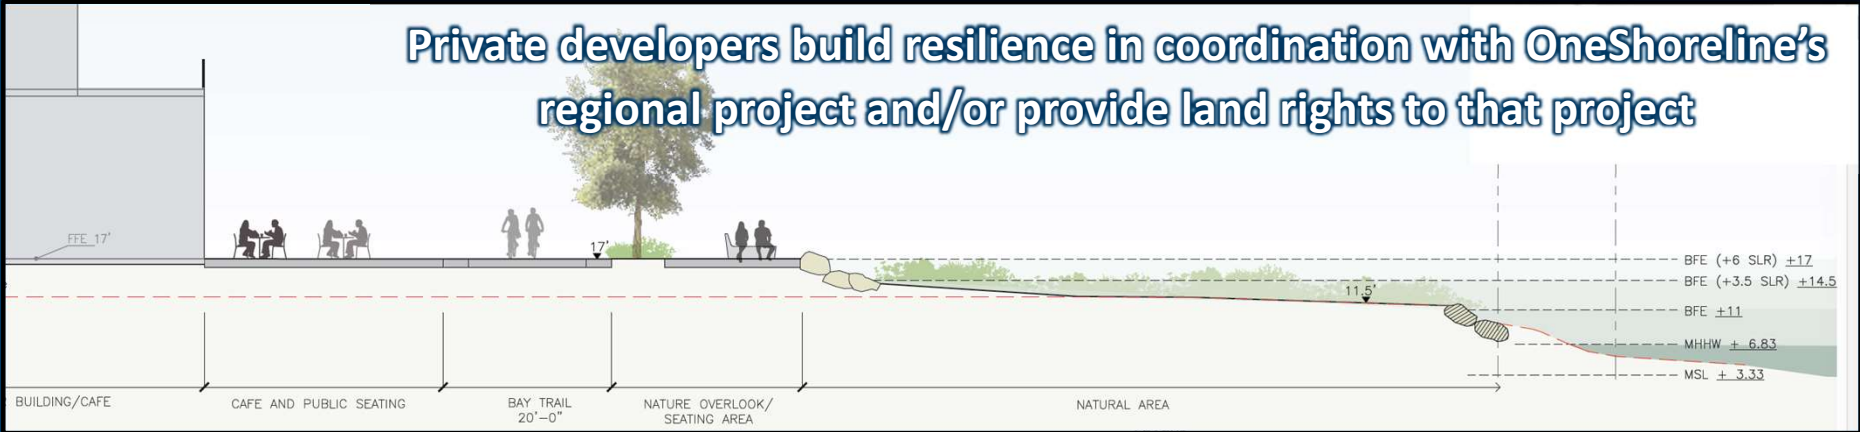 Private developers build resilience in coordination with OneShoreline’s
regional project and/or provide land rights to that project
FFE 17'
17'
11.5'
BFE (+6 SLR) +17
BFE (+3.5 SLR) +14.5
BFE +11
MHHW + 6.83
MSL + 3.33
BUILDING/CAFE
CAFE AND PUBLIC SEATING
BAY TRAIL
20'-0"
NATURE OVERLOOK/
SEATING AREA
NATURAL AREA